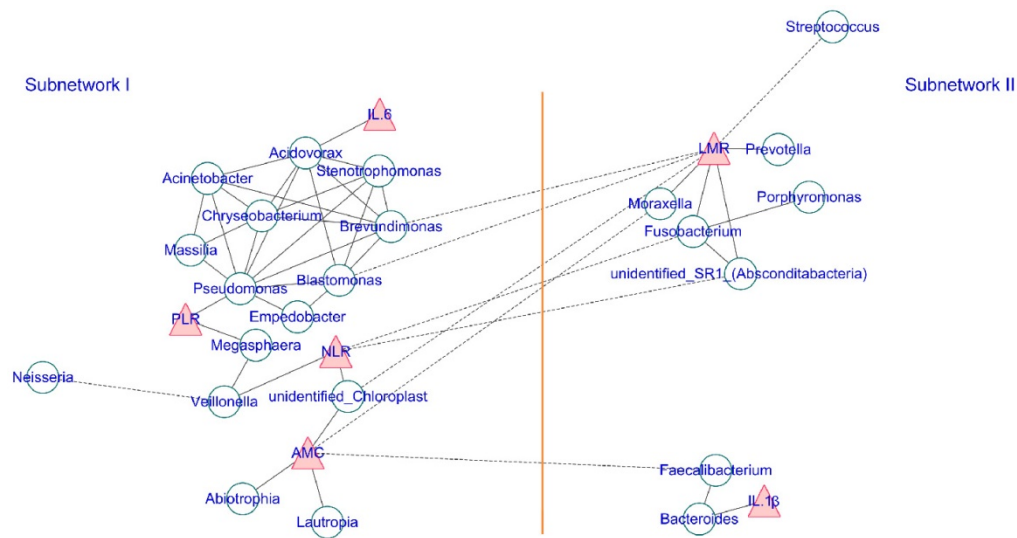 Streptococcus
Subnetwork I
Subnetwork II
IL.6
LMR
Prevotella
Acidovorax
Stenotrophomonas
Acinetobacter
Porphyromonas
Moraxella
Chryseobacterium
Brevundimonas
Fusobacterium
Massilia
unidentified_SR1_(Absconditabacteria)
Blastomonas
Pseudomonas
Empedobacter
PLR
Megasphaera
NLR
Neisseria
Veillonella
unidentified_Chloroplast
AMC
Faecalibacterium
Abiotrophia
IL.1β
Lautropia
Bacteroides